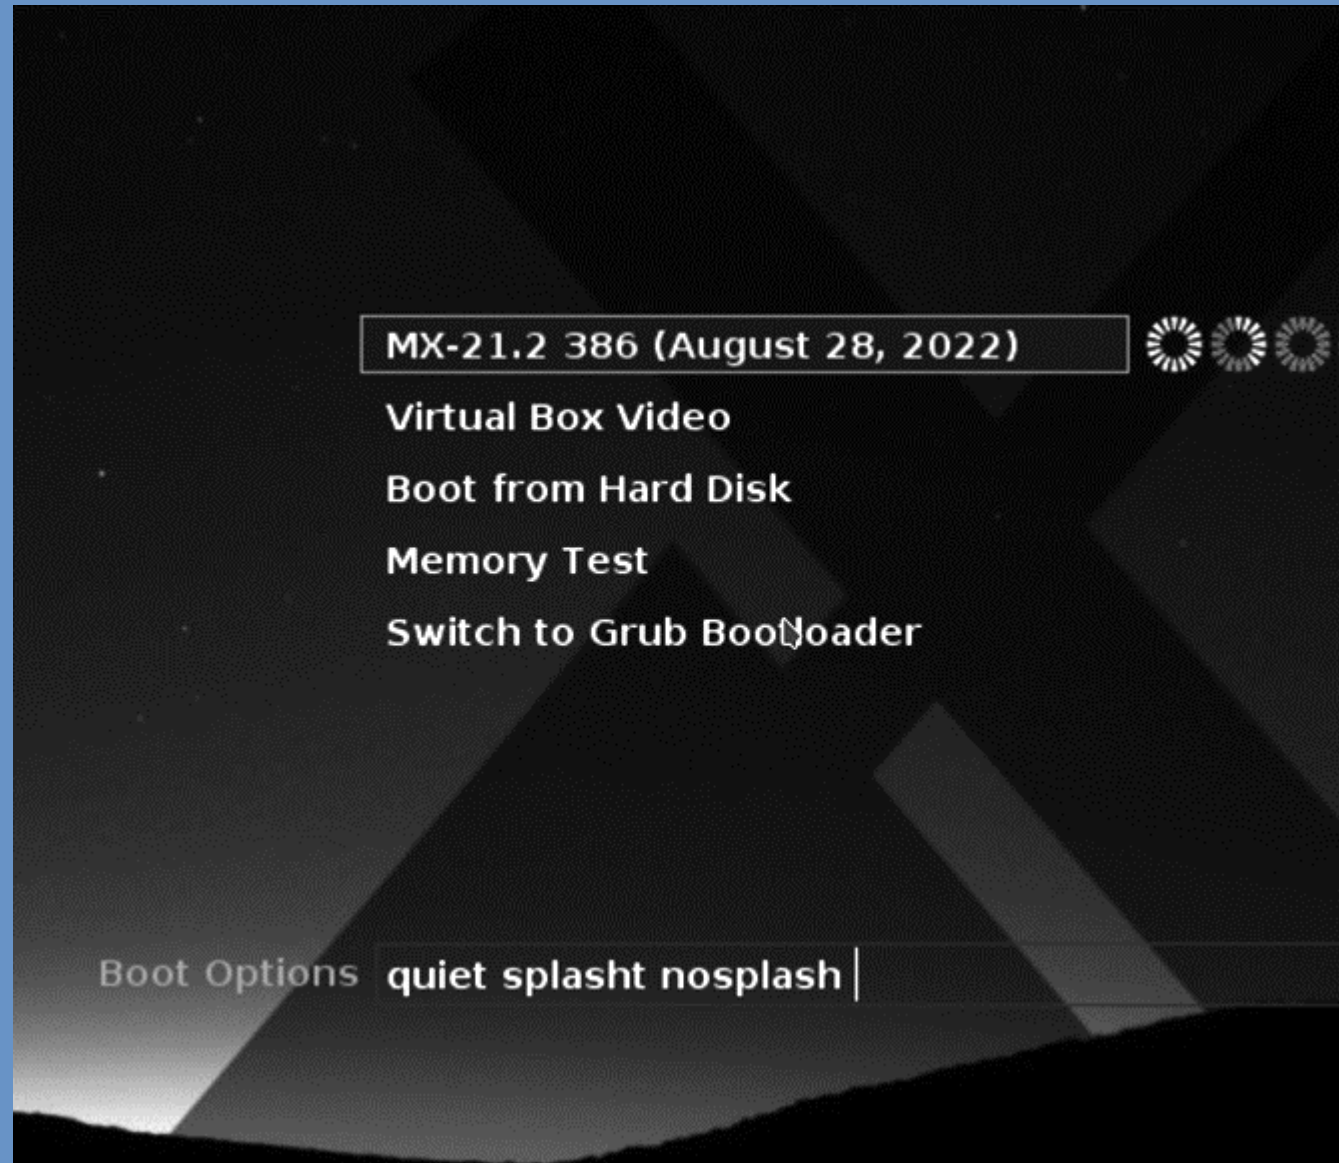 MX-21.2 386 (August 28, 2022)
Virtual Box Video
Boot from Hard Disk
Memory Test
Switch to Grub Bootloader
Boot Options quiet splasht nosplash